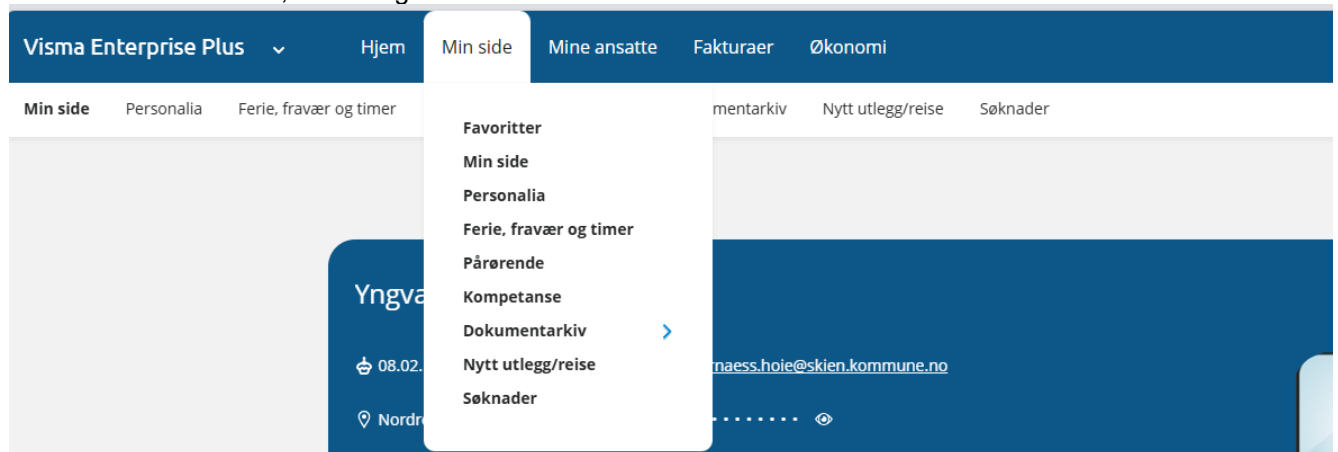 Visma Enterprise Plus Hjem Min side Mine ansatte Fakturaer Økonomi
Min side Personalia Ferie, fravær og timer mentarkiv Nytt utlegg/reise Søknader
Favoritter
Min side
Personalia
Ferie, fravær og timer
Pårørende
Kompetanse
Dokumentarkiv
Nytt utlegg/reise
Søknader
Yngva
08.02. rnaess.hoie@skien.kommune.no
Nordr